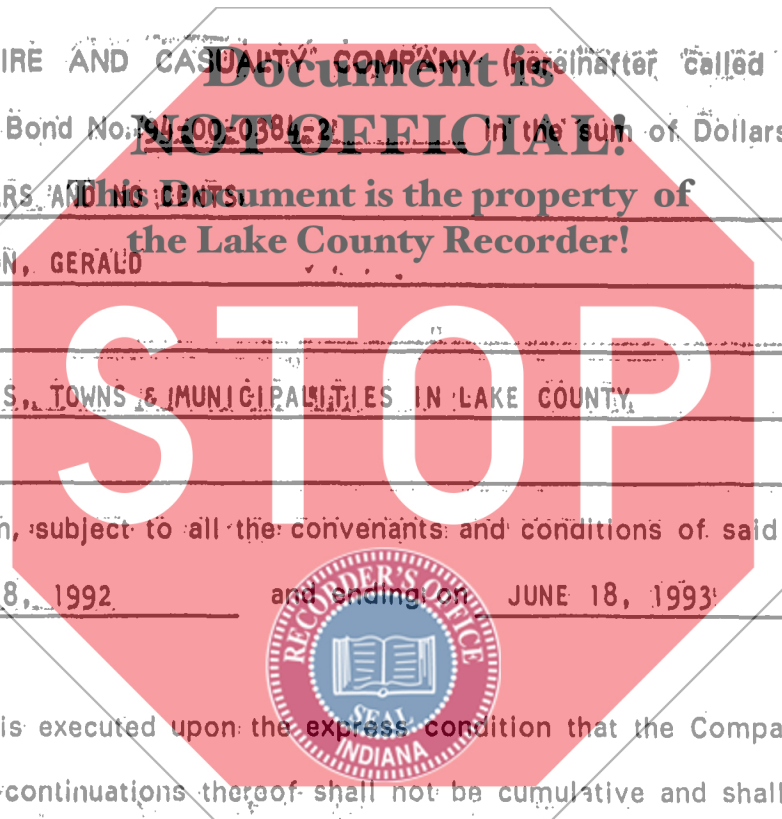 IRE AND CASUALTY COMPANY (hereinafter called
Document is
Bond No. 94-00-0384-2 in the sum of Dollars
NOT OFFICIAL!
RS AND NO CENTS
This Document is the property of
the Lake County Recorder!
N, GERALD
STOP
S, TOWNS & MUNICIPALITIES IN LAKE COUNTY
, subject to all the convenants and conditions of said
8, 1992 and ending on JUNE 18, 1993
RECORDER'S OFFICE
SEAL
INDIANA
is executed upon the express condition that the Compa
continuations thereof shall not be cumulative and shall